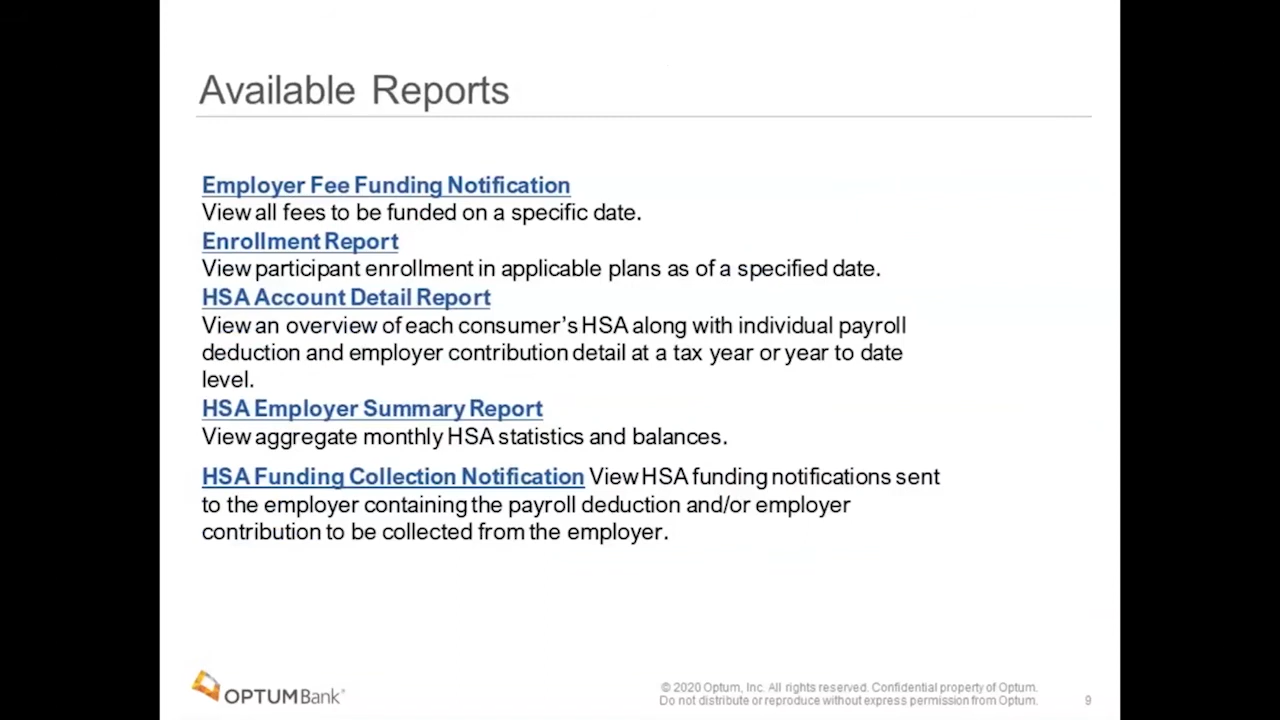 Available Reports
Employer Fee Funding Notification
View all fees to be funded on a specific date.
Enrollment Report
View participant enrollment in applicable plans as of a specified date.
HSA Account Detail Report
View an overview of each consumer’s HSA along with individual payroll
deduction and employer contribution detail at a tax year or year to date
level.
HSA Employer Summary Report
View aggregate monthly HSA statistics and balances.
HSA Funding Collection Notification View HSA funding notifications sent
to the employer containing the payroll deduction and/or employer
contribution to be collected from the employer.
OPTUMBank®
© 2020 Optum, Inc. All rights reserved. Confidential property of Optum.
Do not distribute or reproduce without express permission from Optum.
9